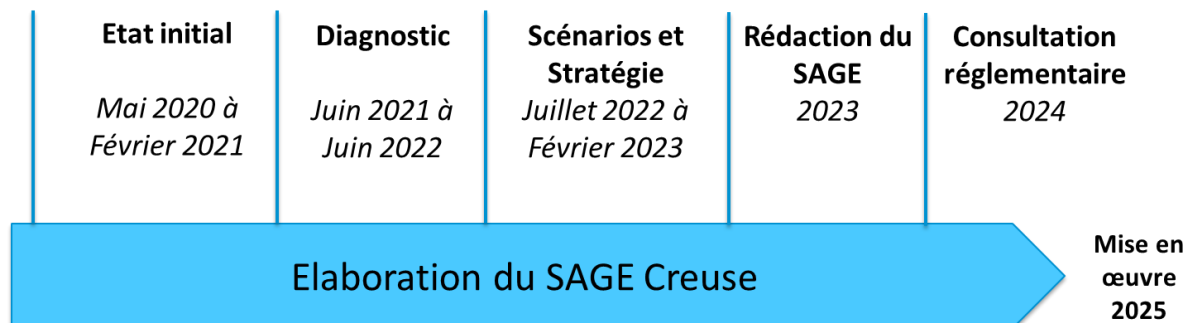 Etat initial
Mai 2020 à
Février 2021
Diagnostic
Juin 2021 à
Juin 2022
Scénarios et
Stratégie
Juillet 2022 à
Février 2023
Rédaction du
SAGE
2023
Consultation
réglementaire
2024
Elaboration du SAGE Creuse
Mise en
œuvre
2025